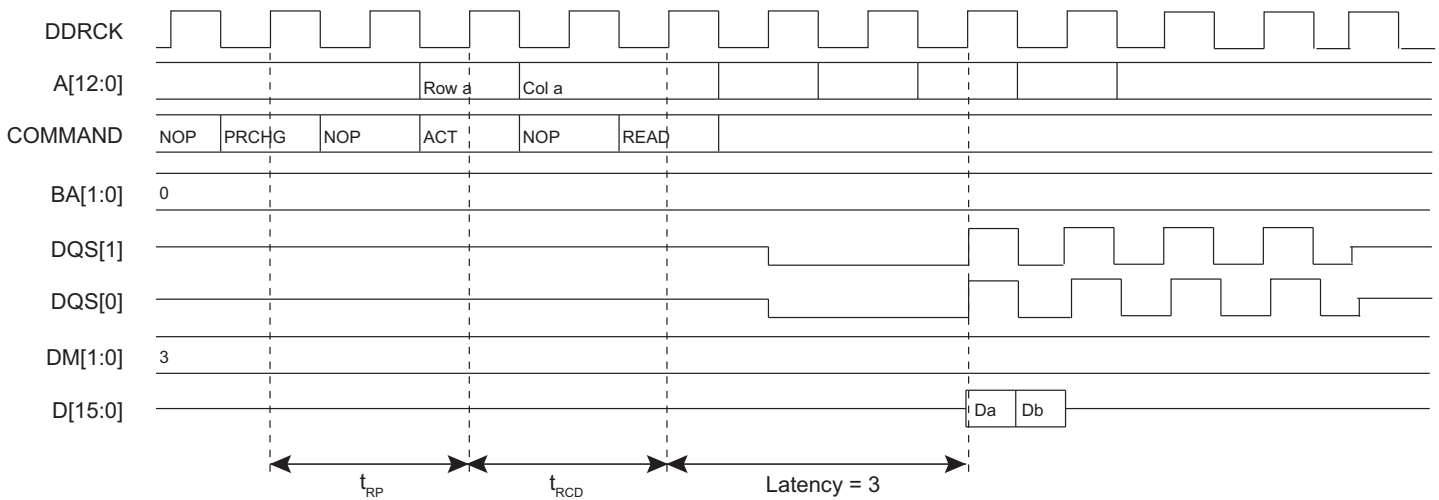 DDRCK
A[12:0] Row a Col a
COMMAND NOP PRCHG NOP ACT NOP READ
BA[1:0] 0
DQS[1]
DQS[0]
DM[1:0] 3
D[15:0] Da Db
tRP tRCD Latency = 3